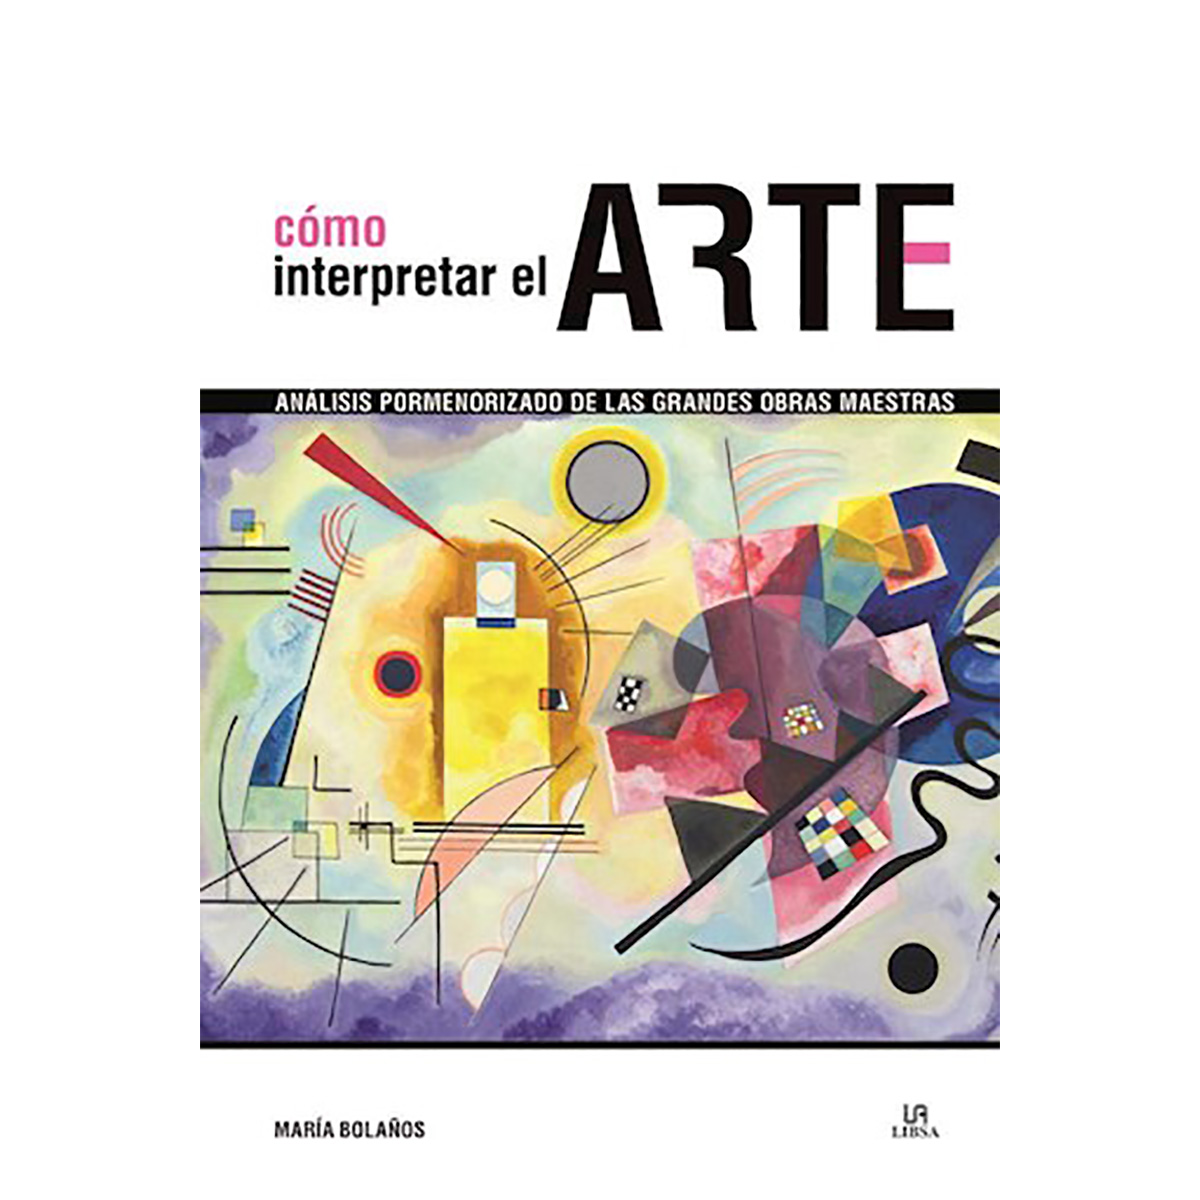 cómo
interpretar el ARTE
ANÁLISIS PORMENORIZADO DE LAS GRANDES OBRAS MAESTRAS
MARÍA BOLAÑOS
LIBSA